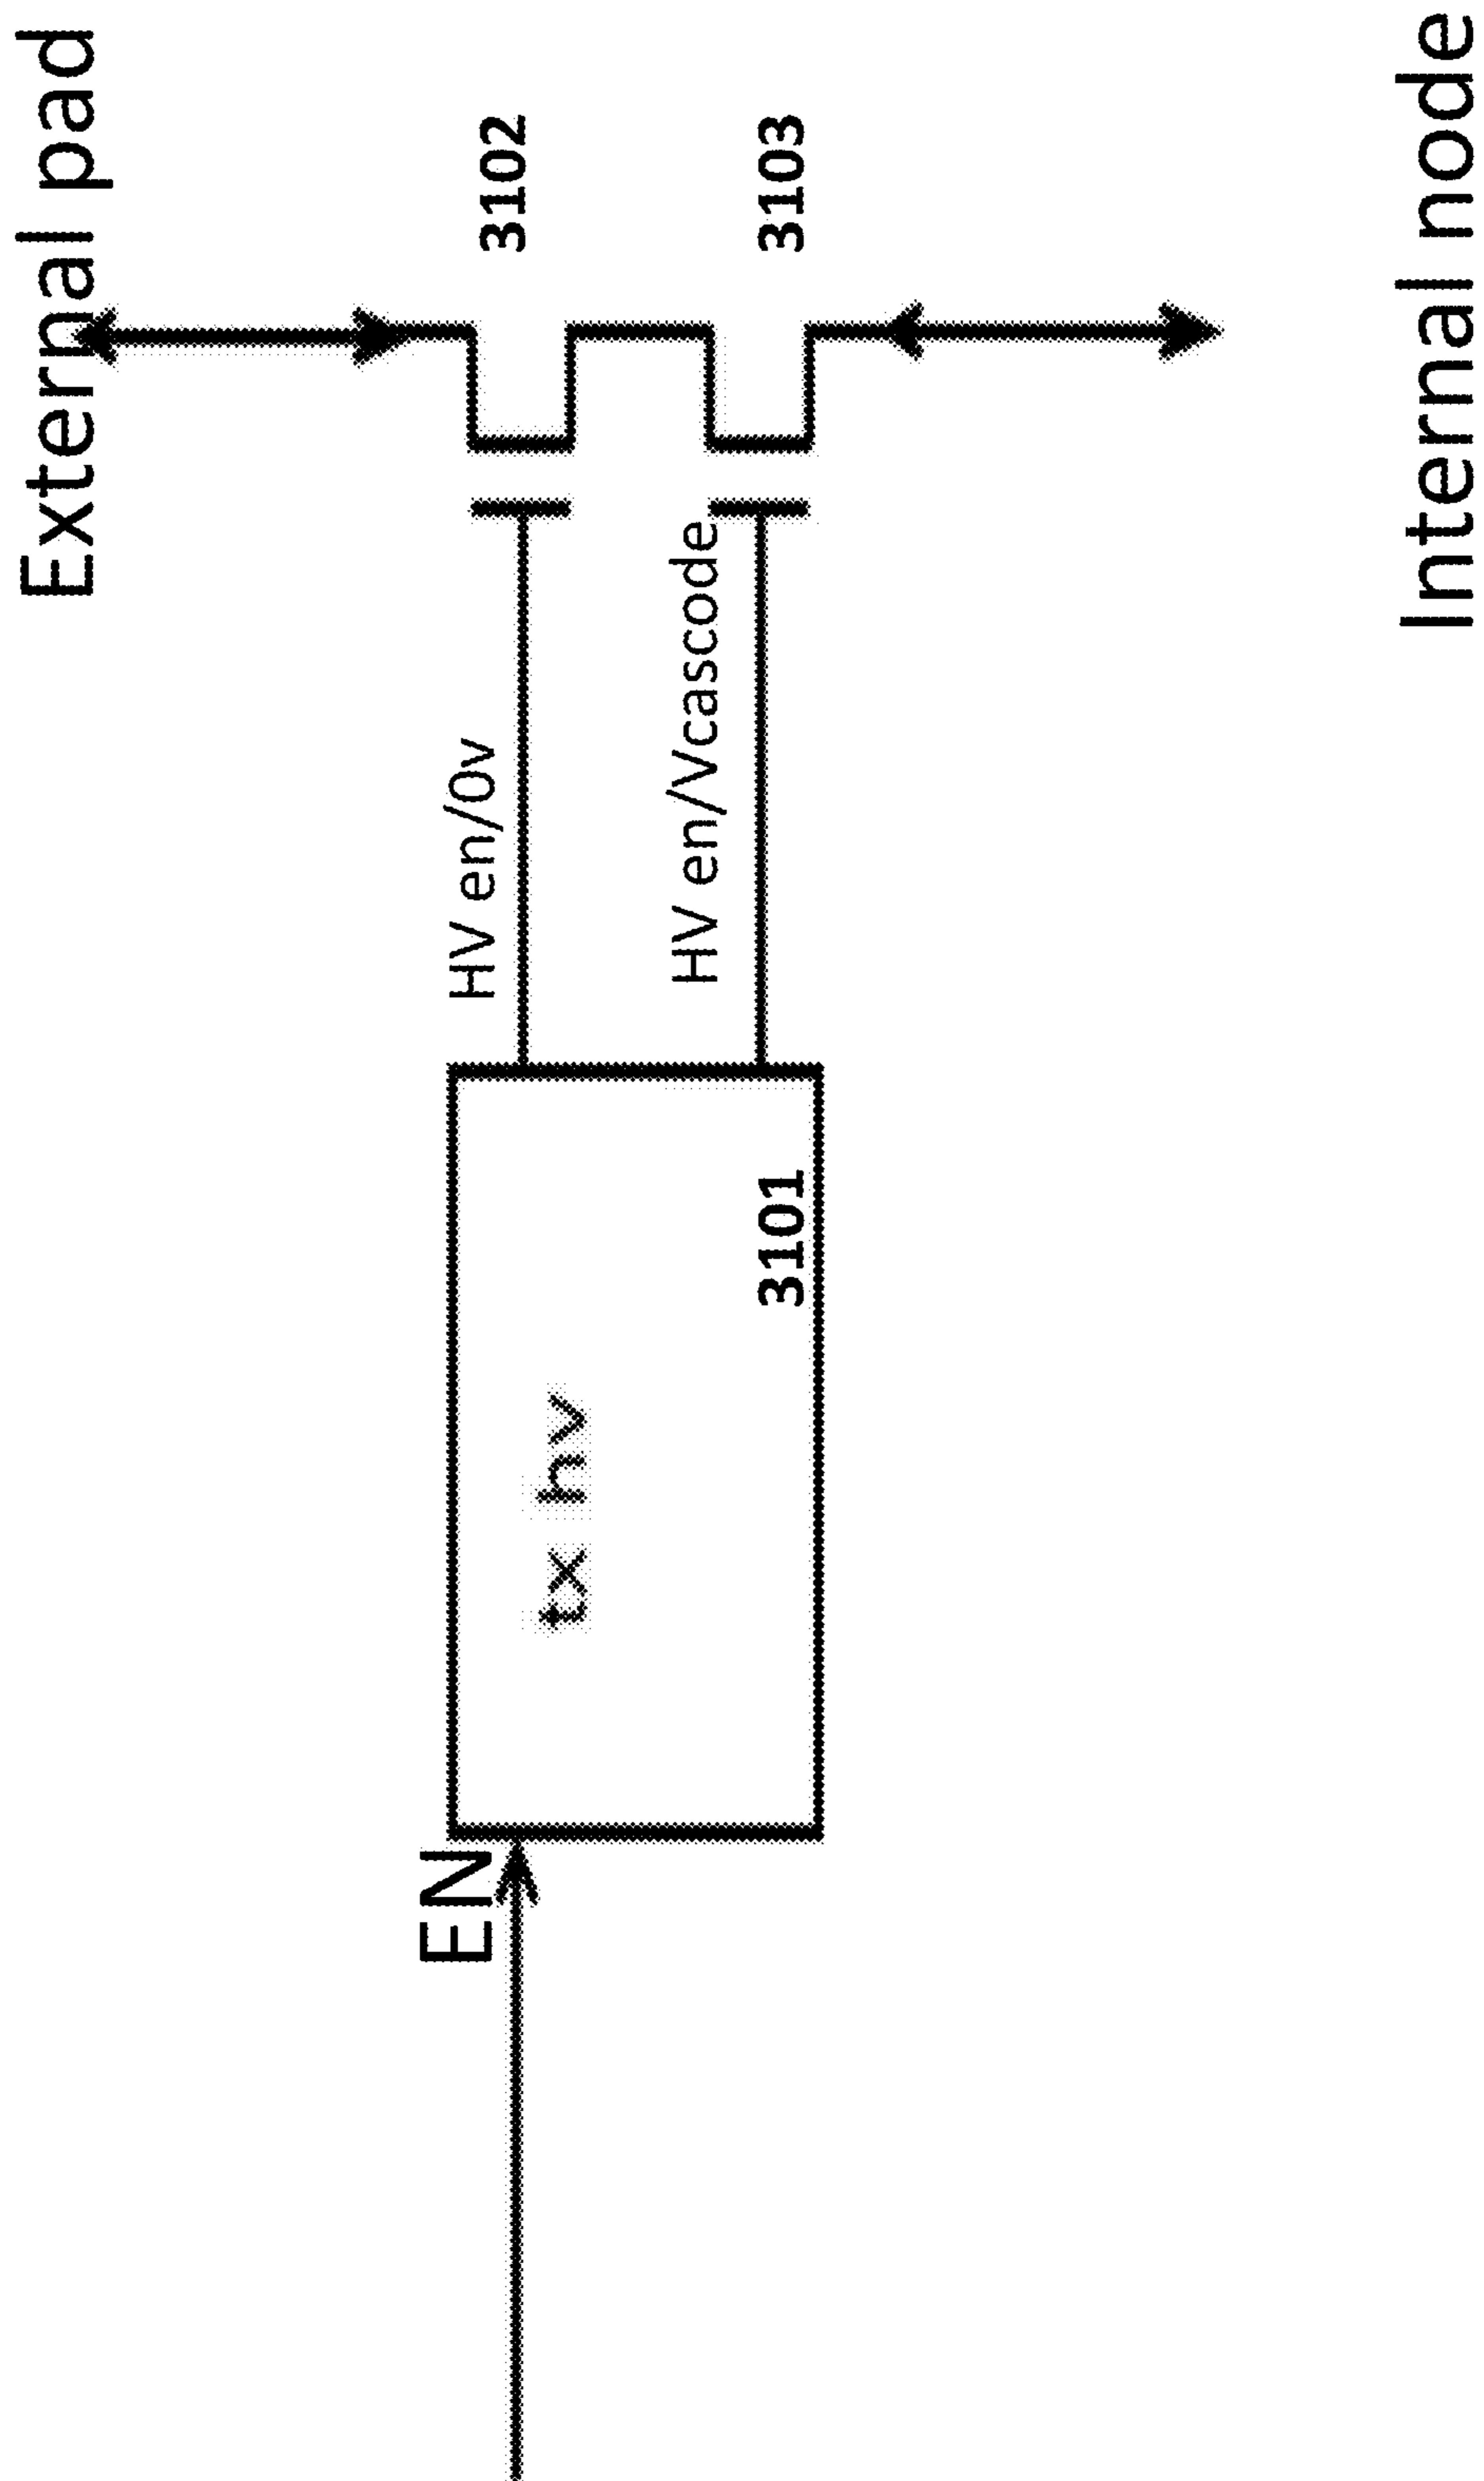 External pad
3102
3103
Internal node
HV en/0v
HV en/Vcascode
3101
tx hv
EN